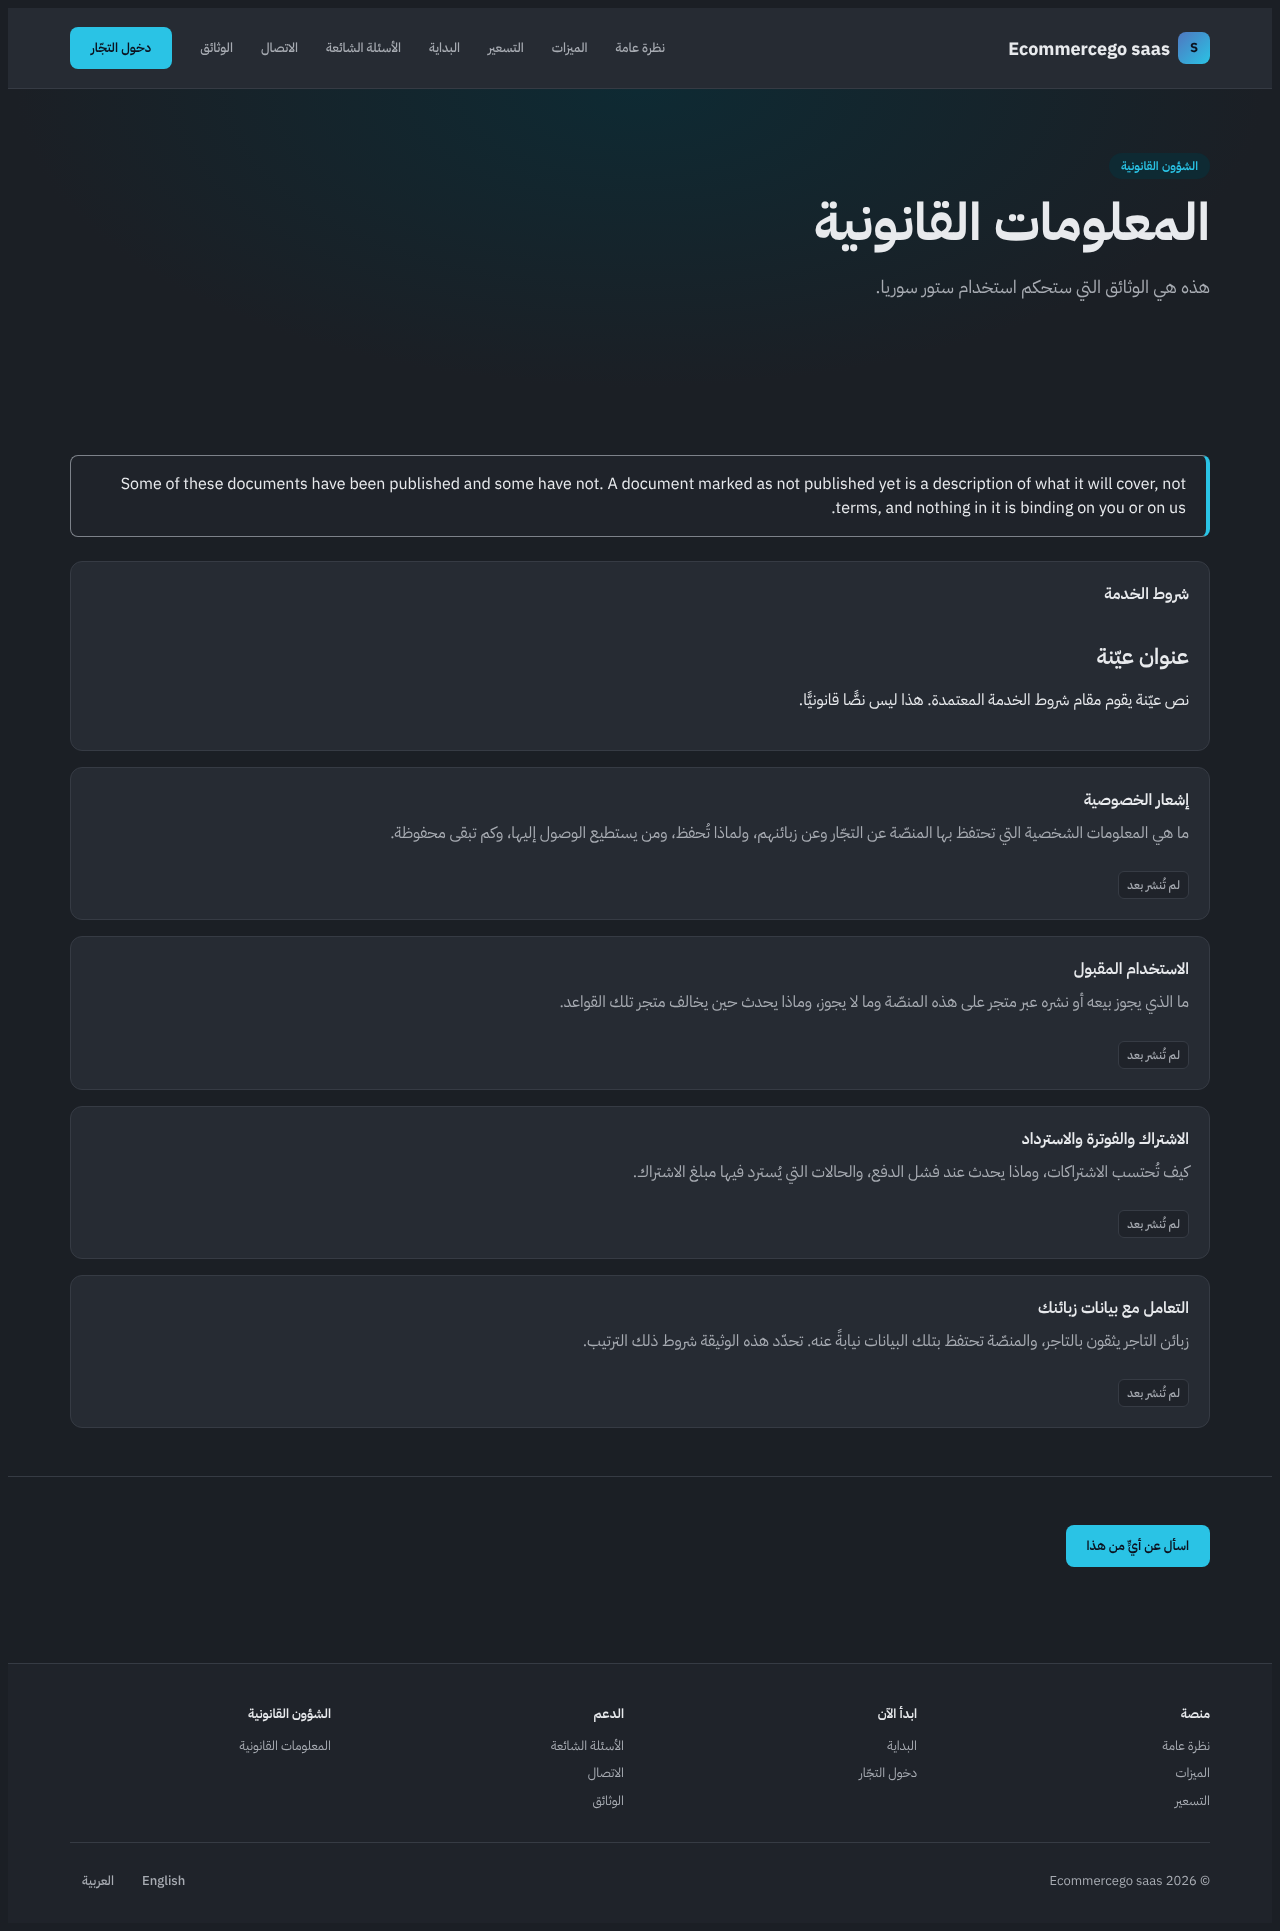 S
Ecommercego saas
نظرة عامة
الميزات
التسعير
البداية
الأسئلة الشائعة
الاتصال
الوثائق
دخول التجّار
الشؤون القانونية
المعلومات القانونية
هذه هي الوثائق التي ستحكم استخدام ستور سوريا.
Some of these documents have been published and some have not. A document marked as not published yet is a description of what it will cover, not
terms, and nothing in it is binding on you or on us.
شروط الخدمة
عنوان عيّنة
نص عيّنة يقوم مقام شروط الخدمة المعتمدة. هذا ليس نصًّا قانونيًّا.
إشعار الخصوصية
ما هي المعلومات الشخصية التي تحتفظ بها المنصّة عن التجّار وعن زبائنهم، ولماذا تُحفظ، ومن يستطيع الوصول إليها، وكم تبقى محفوظة.
لم تُنشر بعد
الاستخدام المقبول
ما الذي يجوز بيعه أو نشره عبر متجر على هذه المنصّة وما لا يجوز، وماذا يحدث حين يخالف متجر تلك القواعد.
لم تُنشر بعد
الاشتراك والفوترة والاسترداد
كيف تُحتسب الاشتراكات، وماذا يحدث عند فشل الدفع، والحالات التي يُسترد فيها مبلغ الاشتراك.
لم تُنشر بعد
التعامل مع بيانات زبائنك
زبائن التاجر يثقون بالتاجر، والمنصّة تحتفظ بتلك البيانات نيابةً عنه. تحدّد هذه الوثيقة شروط ذلك الترتيب.
لم تُنشر بعد
اسأل عن أيٍّ من هذا
منصة
نظرة عامة
الميزات
التسعير
ابدأ الآن
البداية
دخول التجّار
الدعم
الأسئلة الشائعة
الاتصال
الوثائق
الشؤون القانونية
المعلومات القانونية
© 2026 Ecommercego saas
English
العربية